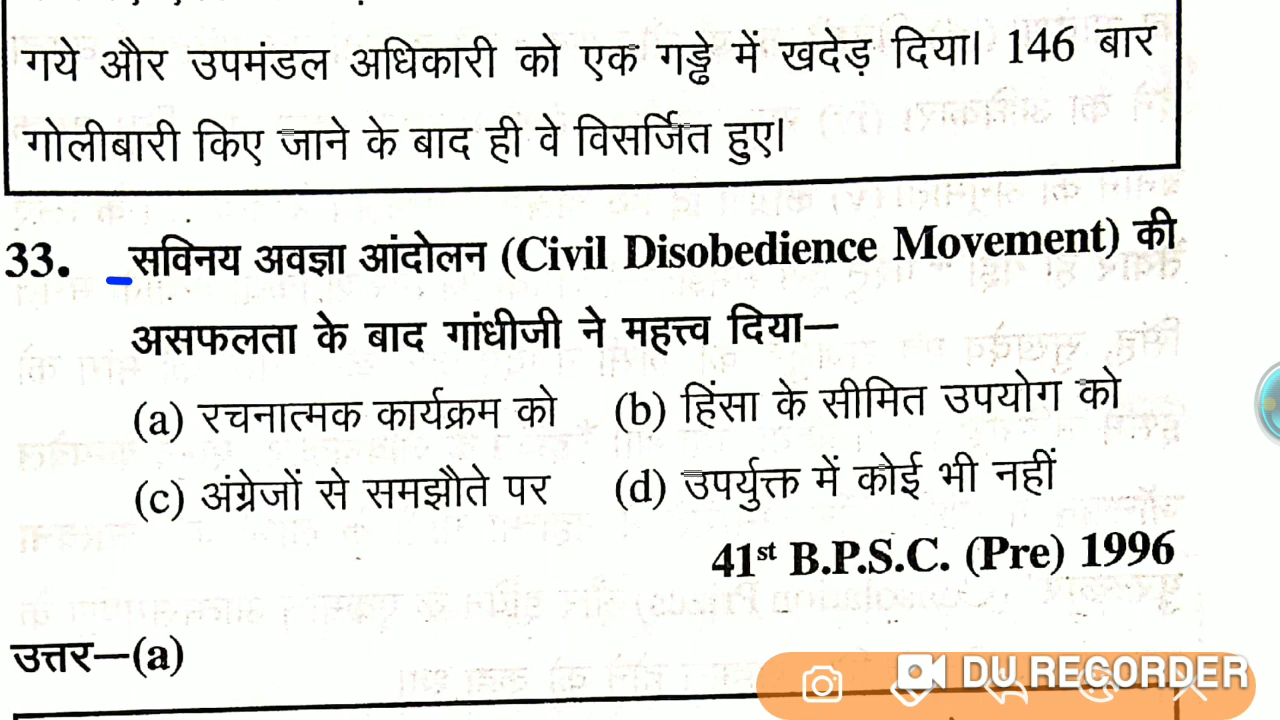 गये और उपमंडल अधिकारी को एक गड्ढे में खदेड़ दिया। 146 बार
गोलीबारी किए जाने के बाद ही वे विसर्जित हुए।
33. सविनय अवज्ञा आंदोलन (Civil Disobedience Movement) की
असफलता के बाद गांधीजी ने महत्त्व दिया—
(a) रचनात्मक कार्यक्रम को (b) हिंसा के सीमित उपयोग को
(c) अंग्रेजों से समझौते पर (d) उपर्युक्त में कोई भी नहीं
41st B.P.S.C. (Pre) 1996
उत्तर—(a)
DU RECORDER